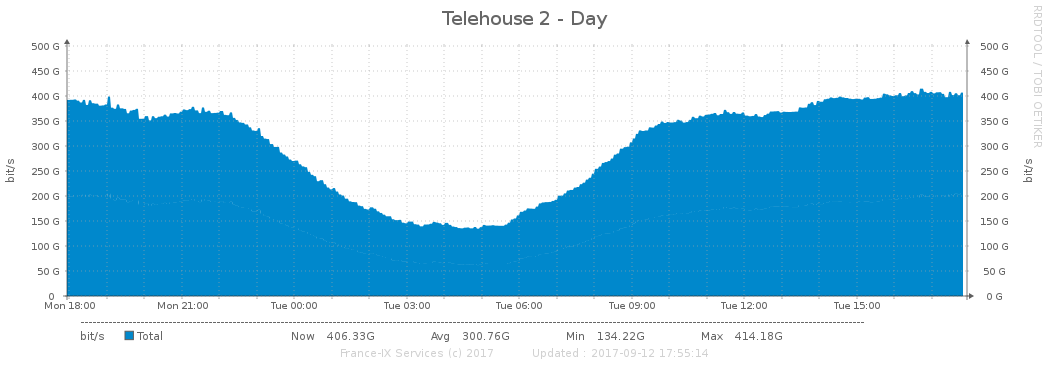 Telehouse 2 - Day
RRDTOOL / TOBI OETIKER
bit/s
bit/s
500 G 500 G
450 G 450 G
400 G 400 G
350 G 350 G
300 G 300 G
250 G 250 G
200 G 200 G
150 G 150 G
100 G 100 G
50 G 50 G
0 0 G
Mon 18:00 Mon 21:00 Tue 00:00 Tue 03:00 Tue 06:00 Tue 09:00 Tue 12:00 Tue 15:00
bit/s Total Now 406.33G Avg 300.76G Min 134.22G Max 414.18G
France-IX Services (c) 2017 Updated : 2017-09-12 17:55:14